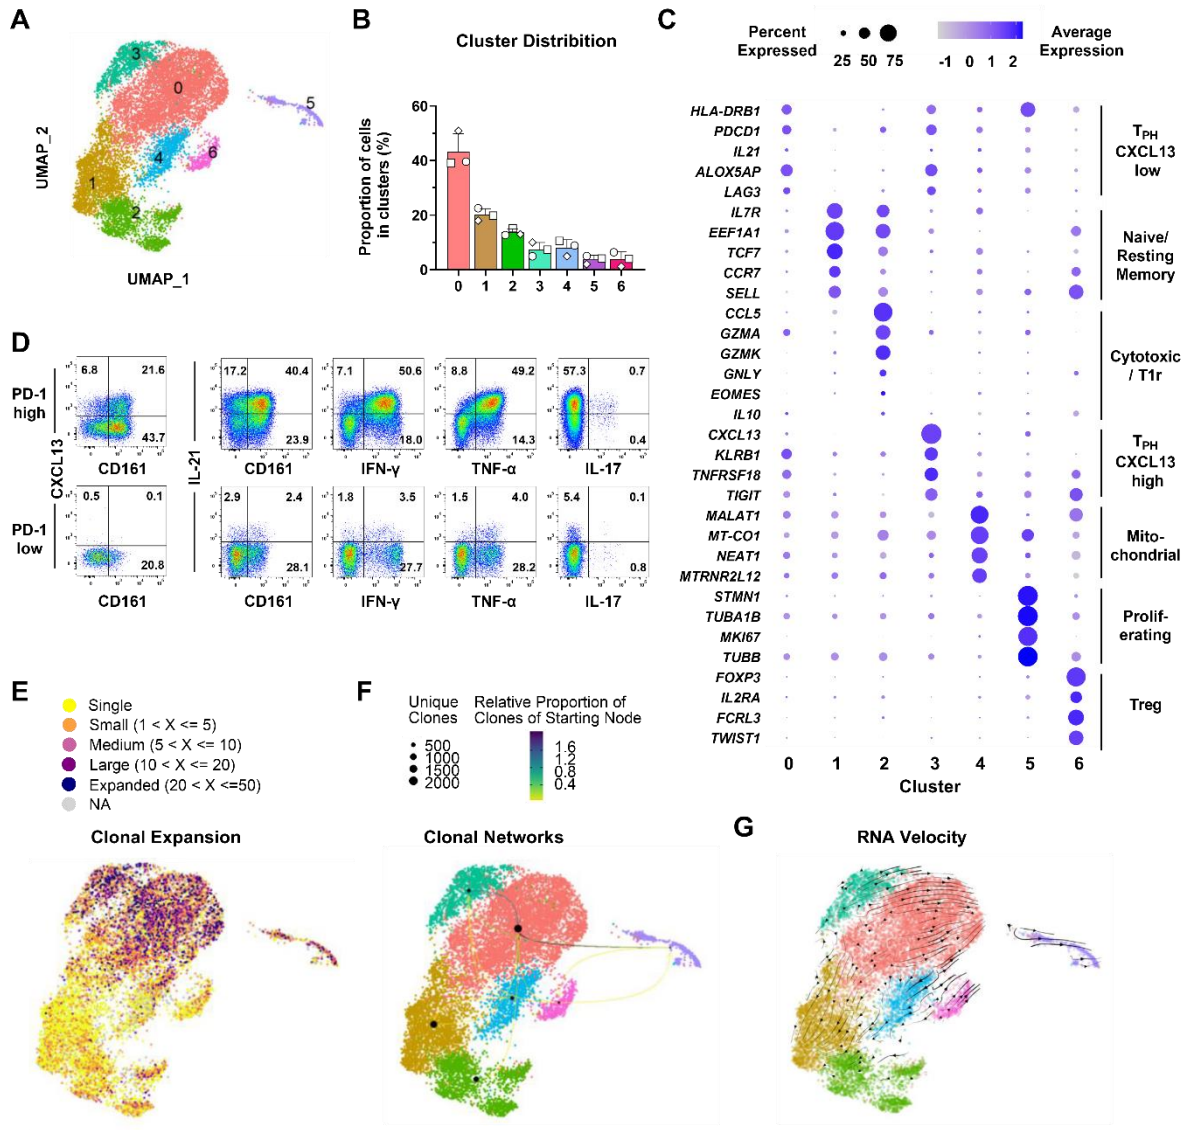 A
3
0
5
4
6
1
2
UMAP_2
UMAP_1
B
Cluster Distribition
Proportion of cells
in clusters (%)
60
40
20
0
0 1 2 3 4 5 6
C
Percent
Expressed
25 50 75
-1 0 1 2
Average
Expression
HLA-DRB1
PDCD1
IL21
ALOX5AP
LAG3
TPH
CXCL13
low
IL7R
EEF1A1
TCF7
CCR7
SELL
Naive/
Resting
Memory
CCL5
GZMA
GZMK
GNLY
EOMES
IL10
Cytotoxic
/ T1r
CXCL13
KLRB1
TNFRSF18
TIGIT
TPH
CXCL13
high
MALAT1
MT-CO1
NEAT1
MTRNR2L12
Mito-
chondrial
STMN1
TUBA1B
MKI67
TUBB
Prolif-
erating
FOXP3
IL2RA
FCRL3
TWIST1
Treg
0 1 2 3 4 5 6
Cluster
D
PD-1
high
CXCL13
6.8 21.6
43.7
CD161
IL-21
17.2 40.4
23.9
CD161
7.1 50.6
18.0
IFN-γ
8.8 49.2
14.3
TNF-α
57.3 0.7
0.4
IL-17
PD-1
low
0.5 0.1
20.8
CD161
2.9 2.4
28.1
CD161
1.8 3.5
27.7
IFN-γ
1.5 4.0
28.2
TNF-α
5.4 0.1
0.8
IL-17
E
Single
Small (1 < X <= 5)
Medium (5 < X <= 10)
Large (10 < X <= 20)
Expanded (20 < X <=50)
NA
Clonal Expansion
F
Unique
Clones
500
1000
1500
2000
Relative Proportion of
Clones of Starting Node
1.6
1.2
0.8
0.4
Clonal Networks
G
RNA Velocity